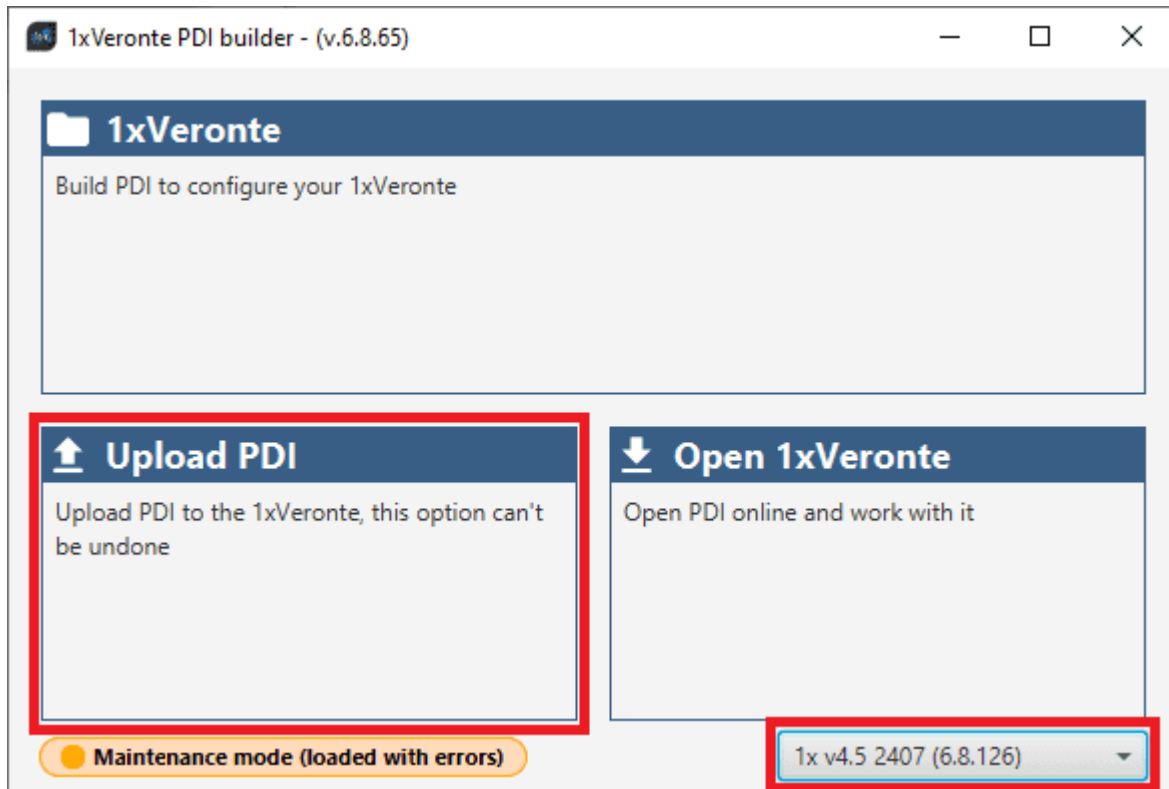 1xVeronte PDI builder - (v.6.8.65)
1xVeronte
Build PDI to configure your 1xVeronte
Upload PDI
Upload PDI to the 1xVeronte, this option can't
be undone
Open 1xVeronte
Open PDI online and work with it
Maintenance mode (loaded with errors)
1x v4.5 2407 (6.8.126)